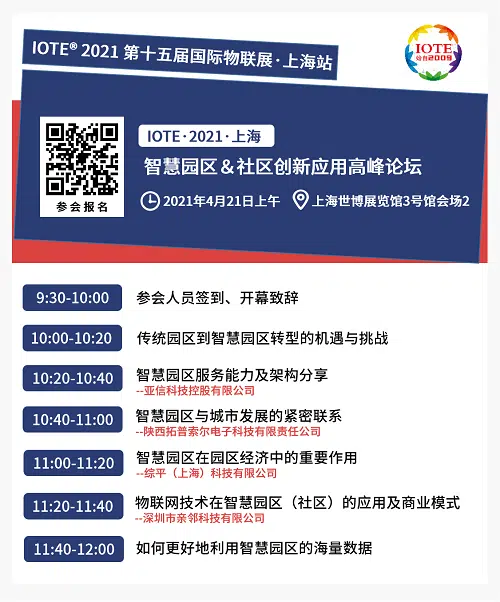 IOTE® 2021 第十五届国际物联展·上海站
IOTE
始自2009
IOTE·2021·上海
智慧园区＆社区创新应用高峰论坛
参会报名
2021年4月21日上午
上海世博展览馆3号馆会场2
9:30-10:00 参会人员签到、开幕致辞
10:00-10:20 传统园区到智慧园区转型的机遇与挑战
10:20-10:40 智慧园区服务能力及架构分享
--亚信科技控股有限公司
10:40-11:00 智慧园区与城市发展的紧密联系
--陕西拓普索尔电子科技有限责任公司
11:00-11:20 智慧园区在园区经济中的重要作用
--综平（上海）科技有限公司
11:20-11:40 物联网技术在智慧园区（社区）的应用及商业模式
--深圳市亲邻科技有限公司
11:40-12:00 如何更好地利用智慧园区的海量数据